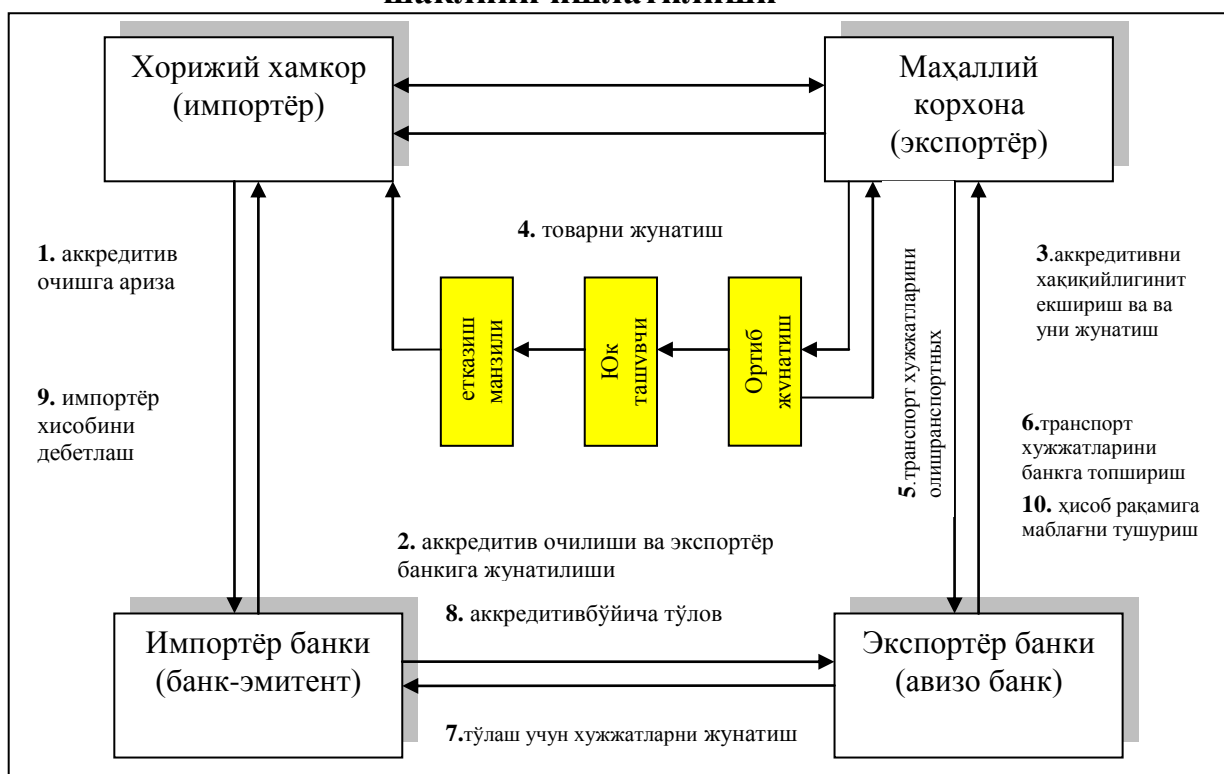 шаклини ишлатилиши
Хорижий хамкор
(импортёр)
Маҳаллий
корхона
(экспортёр)
1. аккредитив
очишга ариза
4. товарни жунатиш
3.аккредитивни
хақиқийлигинит
екшириш ва ва
уни жунатиш
етказиш
манзили
Юк
ташувчи
Ортиб
жунатиш
5.транспорт хужжатларини
олишранспортных
9. импортёр
хисобини
дебетлаш
6.транспорт
хужжатларини
банкга топшириш
10. ҳисоб рақамига
маблағни тушуриш
2. аккредитив очилиши ва экспортёр
банкига жунатилиши
8. аккредитивбўйича тўлов
Импортёр банки
(банк-эмитент)
Экспортёр банки
(авизо банк)
7.тўлаш учун хужжатларни жунатиш